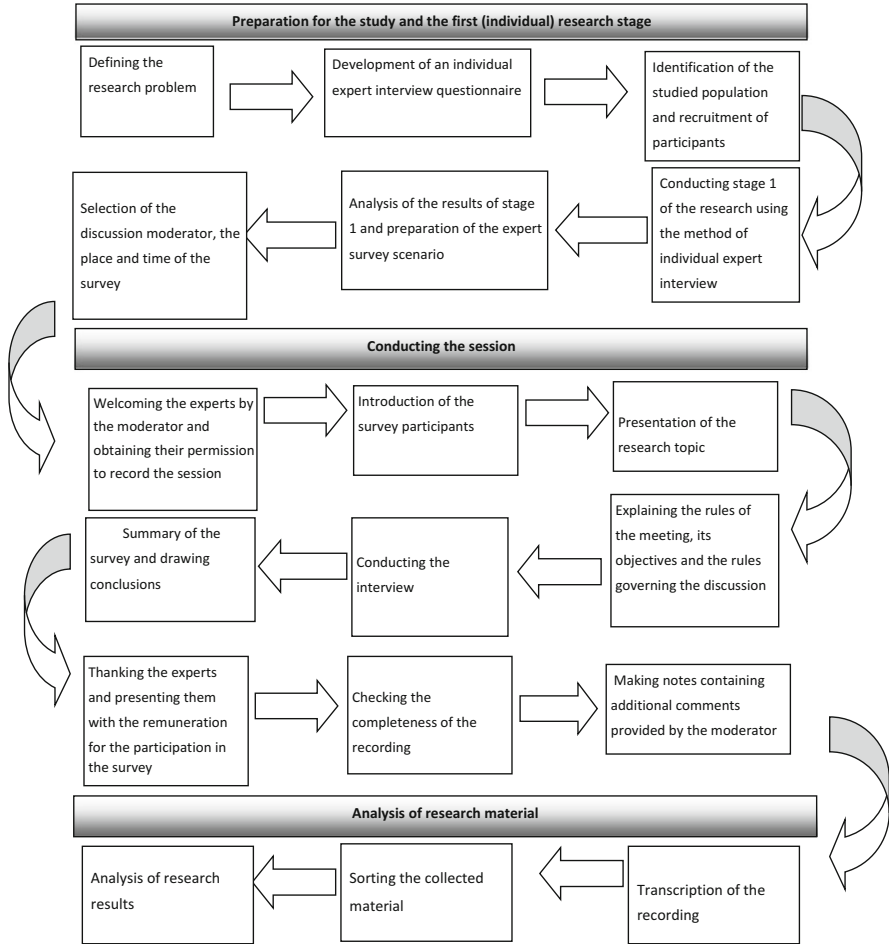 Preparation for the study and the first (individual) research stage
Defining the
research problem
Development of an individual
expert interview questionnaire
Identification of the
studied population
and recruitment of
participants
Conducting stage 1
of the research using
the method of
individual expert
interview
Analysis of the results of stage
1 and preparation of the expert
survey scenario
Selection of the
discussion moderator, the
place and time of the
survey
Conducting the session
Welcoming the experts by
the moderator and
obtaining their permission
to record the session
Introduction of the
survey participants
Presentation of the
research topic
Explaining the rules of
the meeting, its
objectives and the rules
governing the discussion
Conducting the
interview
Summary of the
survey and drawing
conclusions
Thanking the experts
and presenting them
with the remuneration
for the participation in
the survey
Checking the
completeness of the
recording
Making notes containing
additional comments
provided by the moderator
Analysis of research material
Transcription of the
recording
Sorting the collected
material
Analysis of research
results